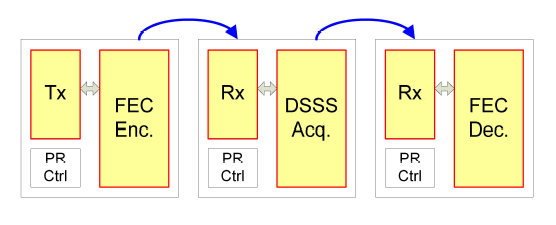 Tx
FEC
Enc.
PR
Ctrl
Rx
DSSS
Acq.
PR
Ctrl
Rx
FEC
Dec.
PR
Ctrl